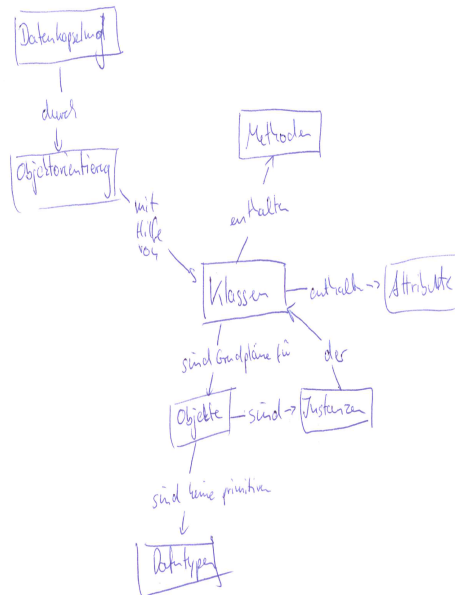 Datenkapselung
durch
Objektorientierung
Methoden
mit
Hilfe
von
enthalten
Klassen
enthalten
Attribute
sind Grundpläne für
der
Objekte
sind
Instanzen
sind keine primitiven
Datentypen